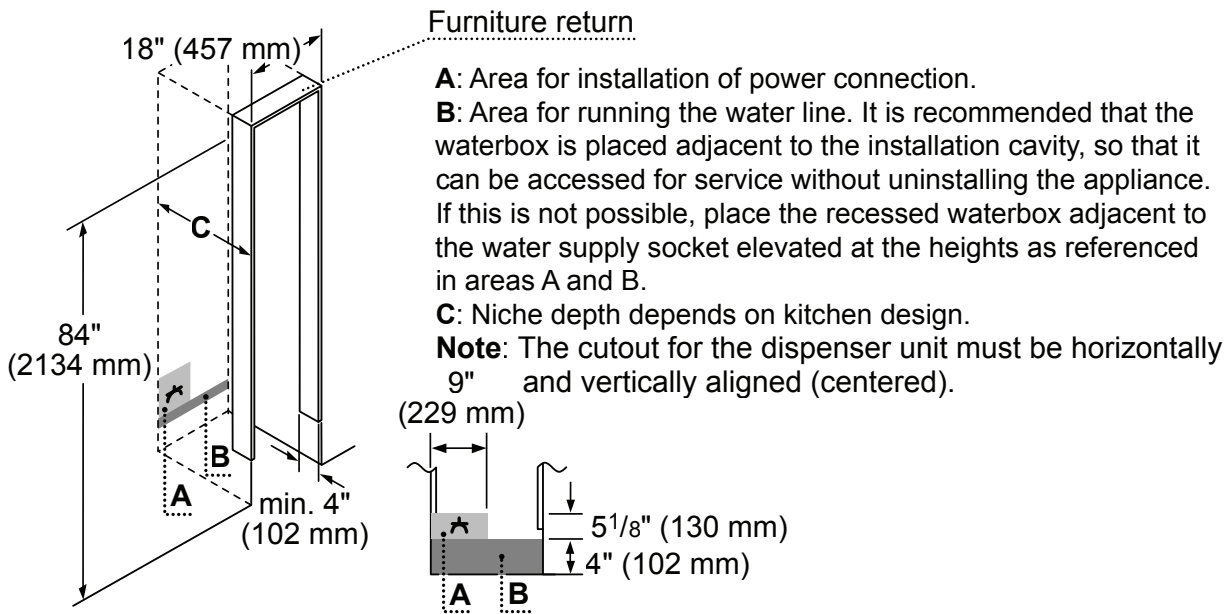 Furniture return
18" (457 mm)
A: Area for installation of power connection.
B: Area for running the water line. It is recommended that the
waterbox is placed adjacent to the installation cavity, so that it
can be accessed for service without uninstalling the appliance.
If this is not possible, place the recessed waterbox adjacent to
the water supply socket elevated at the heights as referenced
in areas A and B.
C: Niche depth depends on kitchen design.
Note: The cutout for the dispenser unit must be horizontally
and vertically aligned (centered).
C
84"
(2134 mm)
A
B
min. 4"
(102 mm)
9"
(229 mm)
5 1/8" (130 mm)
4" (102 mm)
A
B